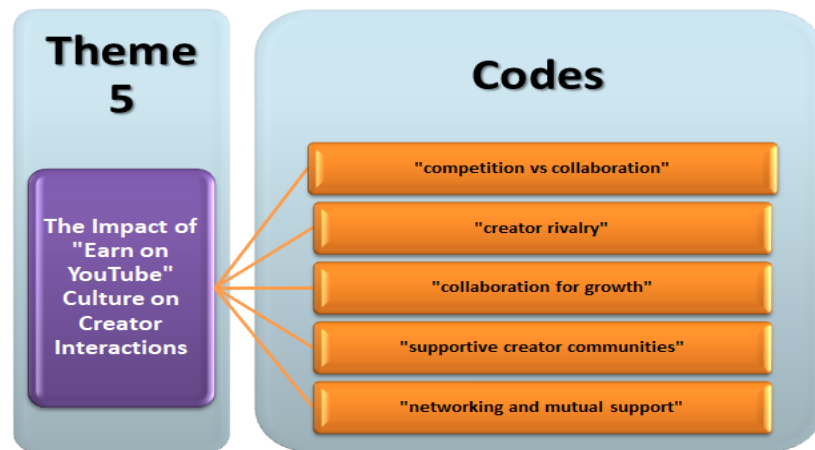 Theme
5
The Impact of
"Earn on
YouTube"
Culture on
Creator
Interactions
Codes
"competition vs collaboration"
"creator rivalry"
"collaboration for growth"
"supportive creator communities"
"networking and mutual support"